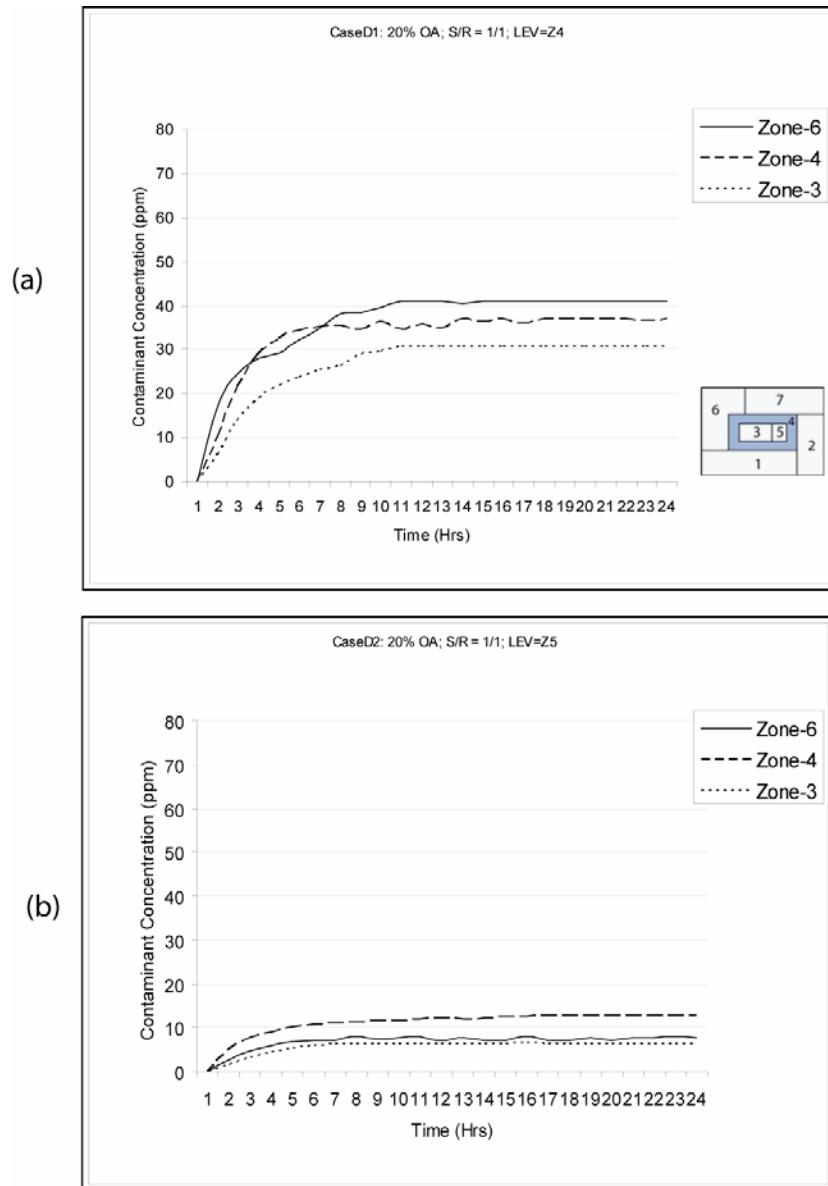 (a)
CaseD1: 20% OA; S/R = 1/1; LEV=Z4
Contaminant Concentration (ppm)
80
70
60
50
40
30
20
10
0
1 2 3 4 5 6 7 8 9 10 11 12 13 14 15 16 17 18 19 20 21 22 23 24
Time (Hrs)
Zone-6
Zone-4
Zone-3
6
7
4
3
5
2
1
(b)
CaseD2: 20% OA; S/R = 1/1; LEV=Z5
Contaminant Concentration (ppm)
80
70
60
50
40
30
20
10
0
1 2 3 4 5 6 7 8 9 10 11 12 13 14 15 16 17 18 19 20 21 22 23 24
Time (Hrs)
Zone-6
Zone-4
Zone-3